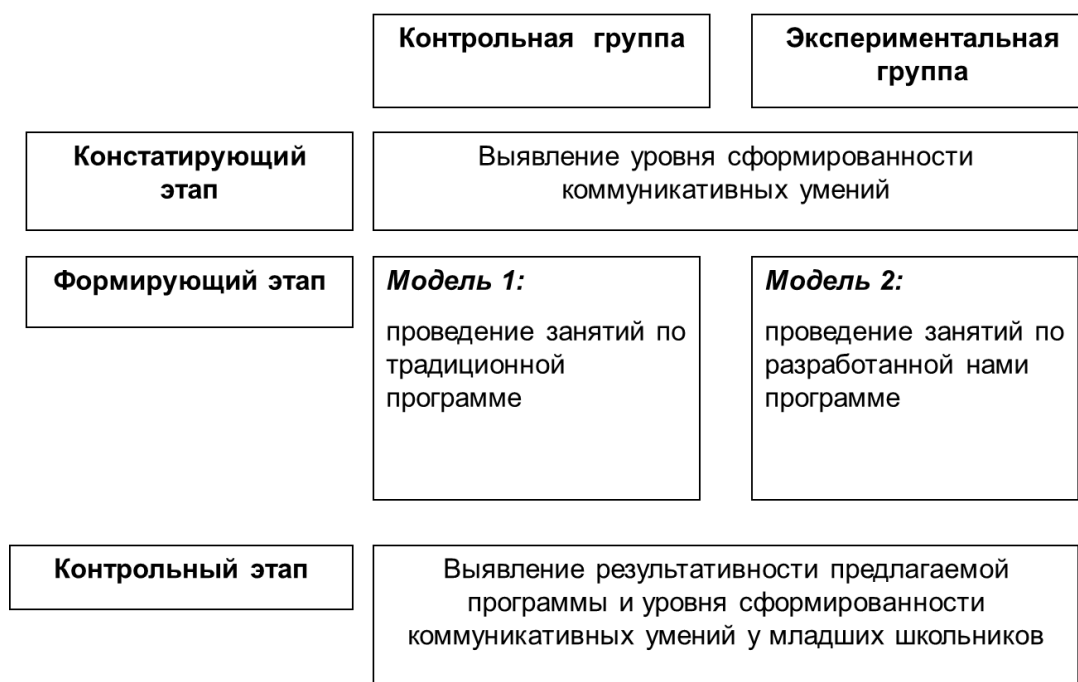 Контрольная группа
Экспериментальная
группа
Констатирующий
этап
Выявление уровня сформированности
коммуникативных умений
Формирующий этап
Модель 1:
проведение занятий по
традиционной
программе
Модель 2:
проведение занятий по
разработанной нами
программе
Контрольный этап
Выявление результативности предлагаемой
программы и уровня сформированности
коммуникативных умений у младших школьников